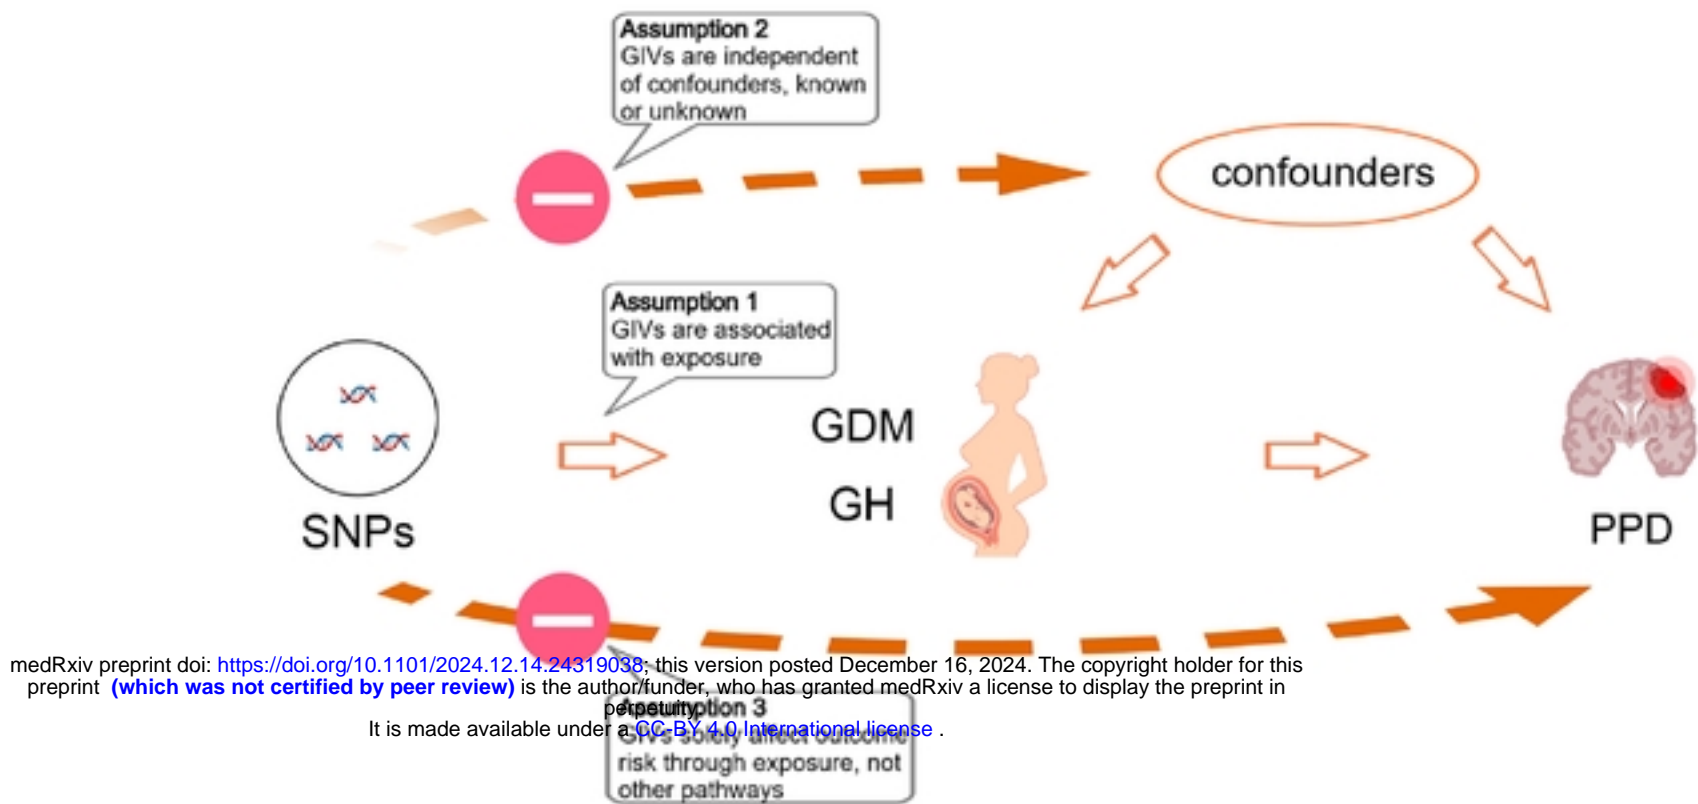 Assumption 2
GIVs are independent
of confounders, known
or unknown
confounders
Assumption 1
GIVs are associated
with exposure
GDM
GH
SNPs
PPD
medRxiv preprint doi: https://doi.org/10.1101/2024.12.14.24319038; this version posted December 16, 2024. The copyright holder for this
preprint (which was not certified by peer review) is the author/funder, who has granted medRxiv a license to display the preprint in
perpetuity.
It is made available under a CC-BY 4.0 International license .
Assumption 3
GIVs solely affect outcome
risk through exposure, not
other pathways